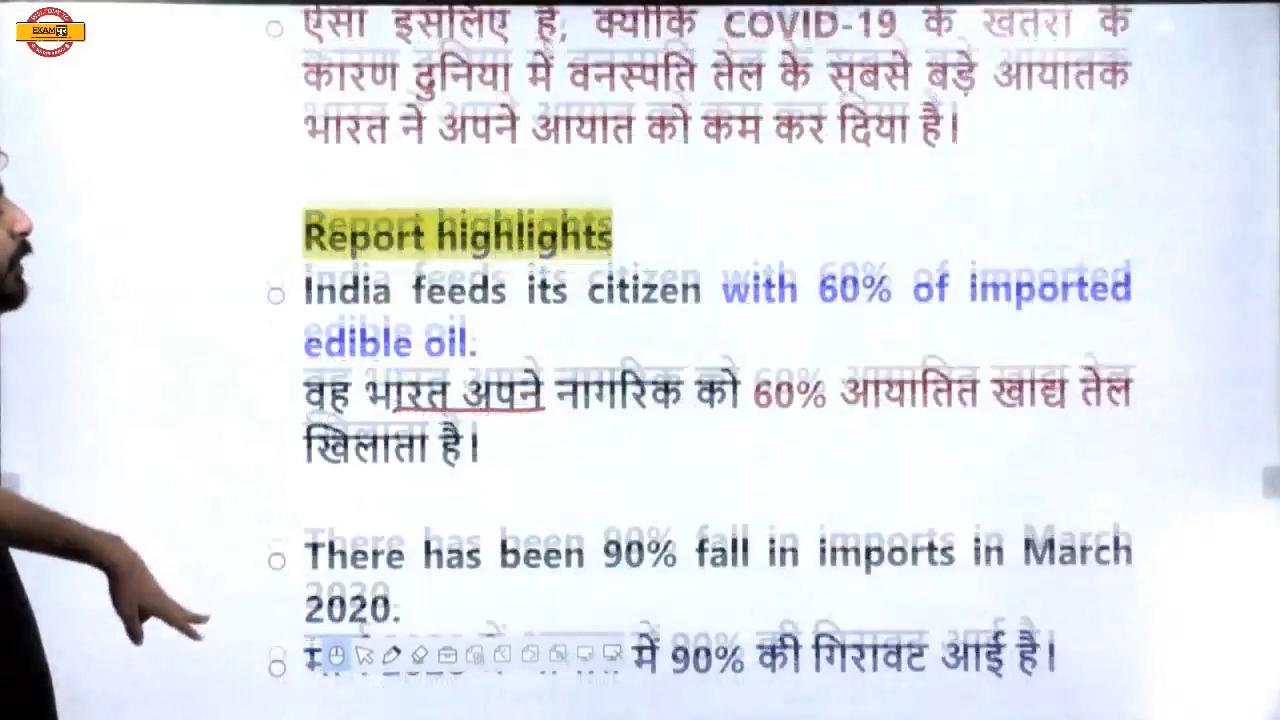 EXAM पुर
ऐसा इसलिए है, क्योंकि COVID-19 के खतरों के
कारण दुनिया में वनस्पति तेल के सबसे बड़े आयातक
भारत ने अपने आयात को कम कर दिया है।
Report highlights
India feeds its citizen with 60% of imported
edible oil.
वह भारत अपने नागरिक को 60% आयातित खाद्य तेल
खिलाता है।
There has been 90% fall in imports in March
2020.
में 90% की गिरावट आई है।